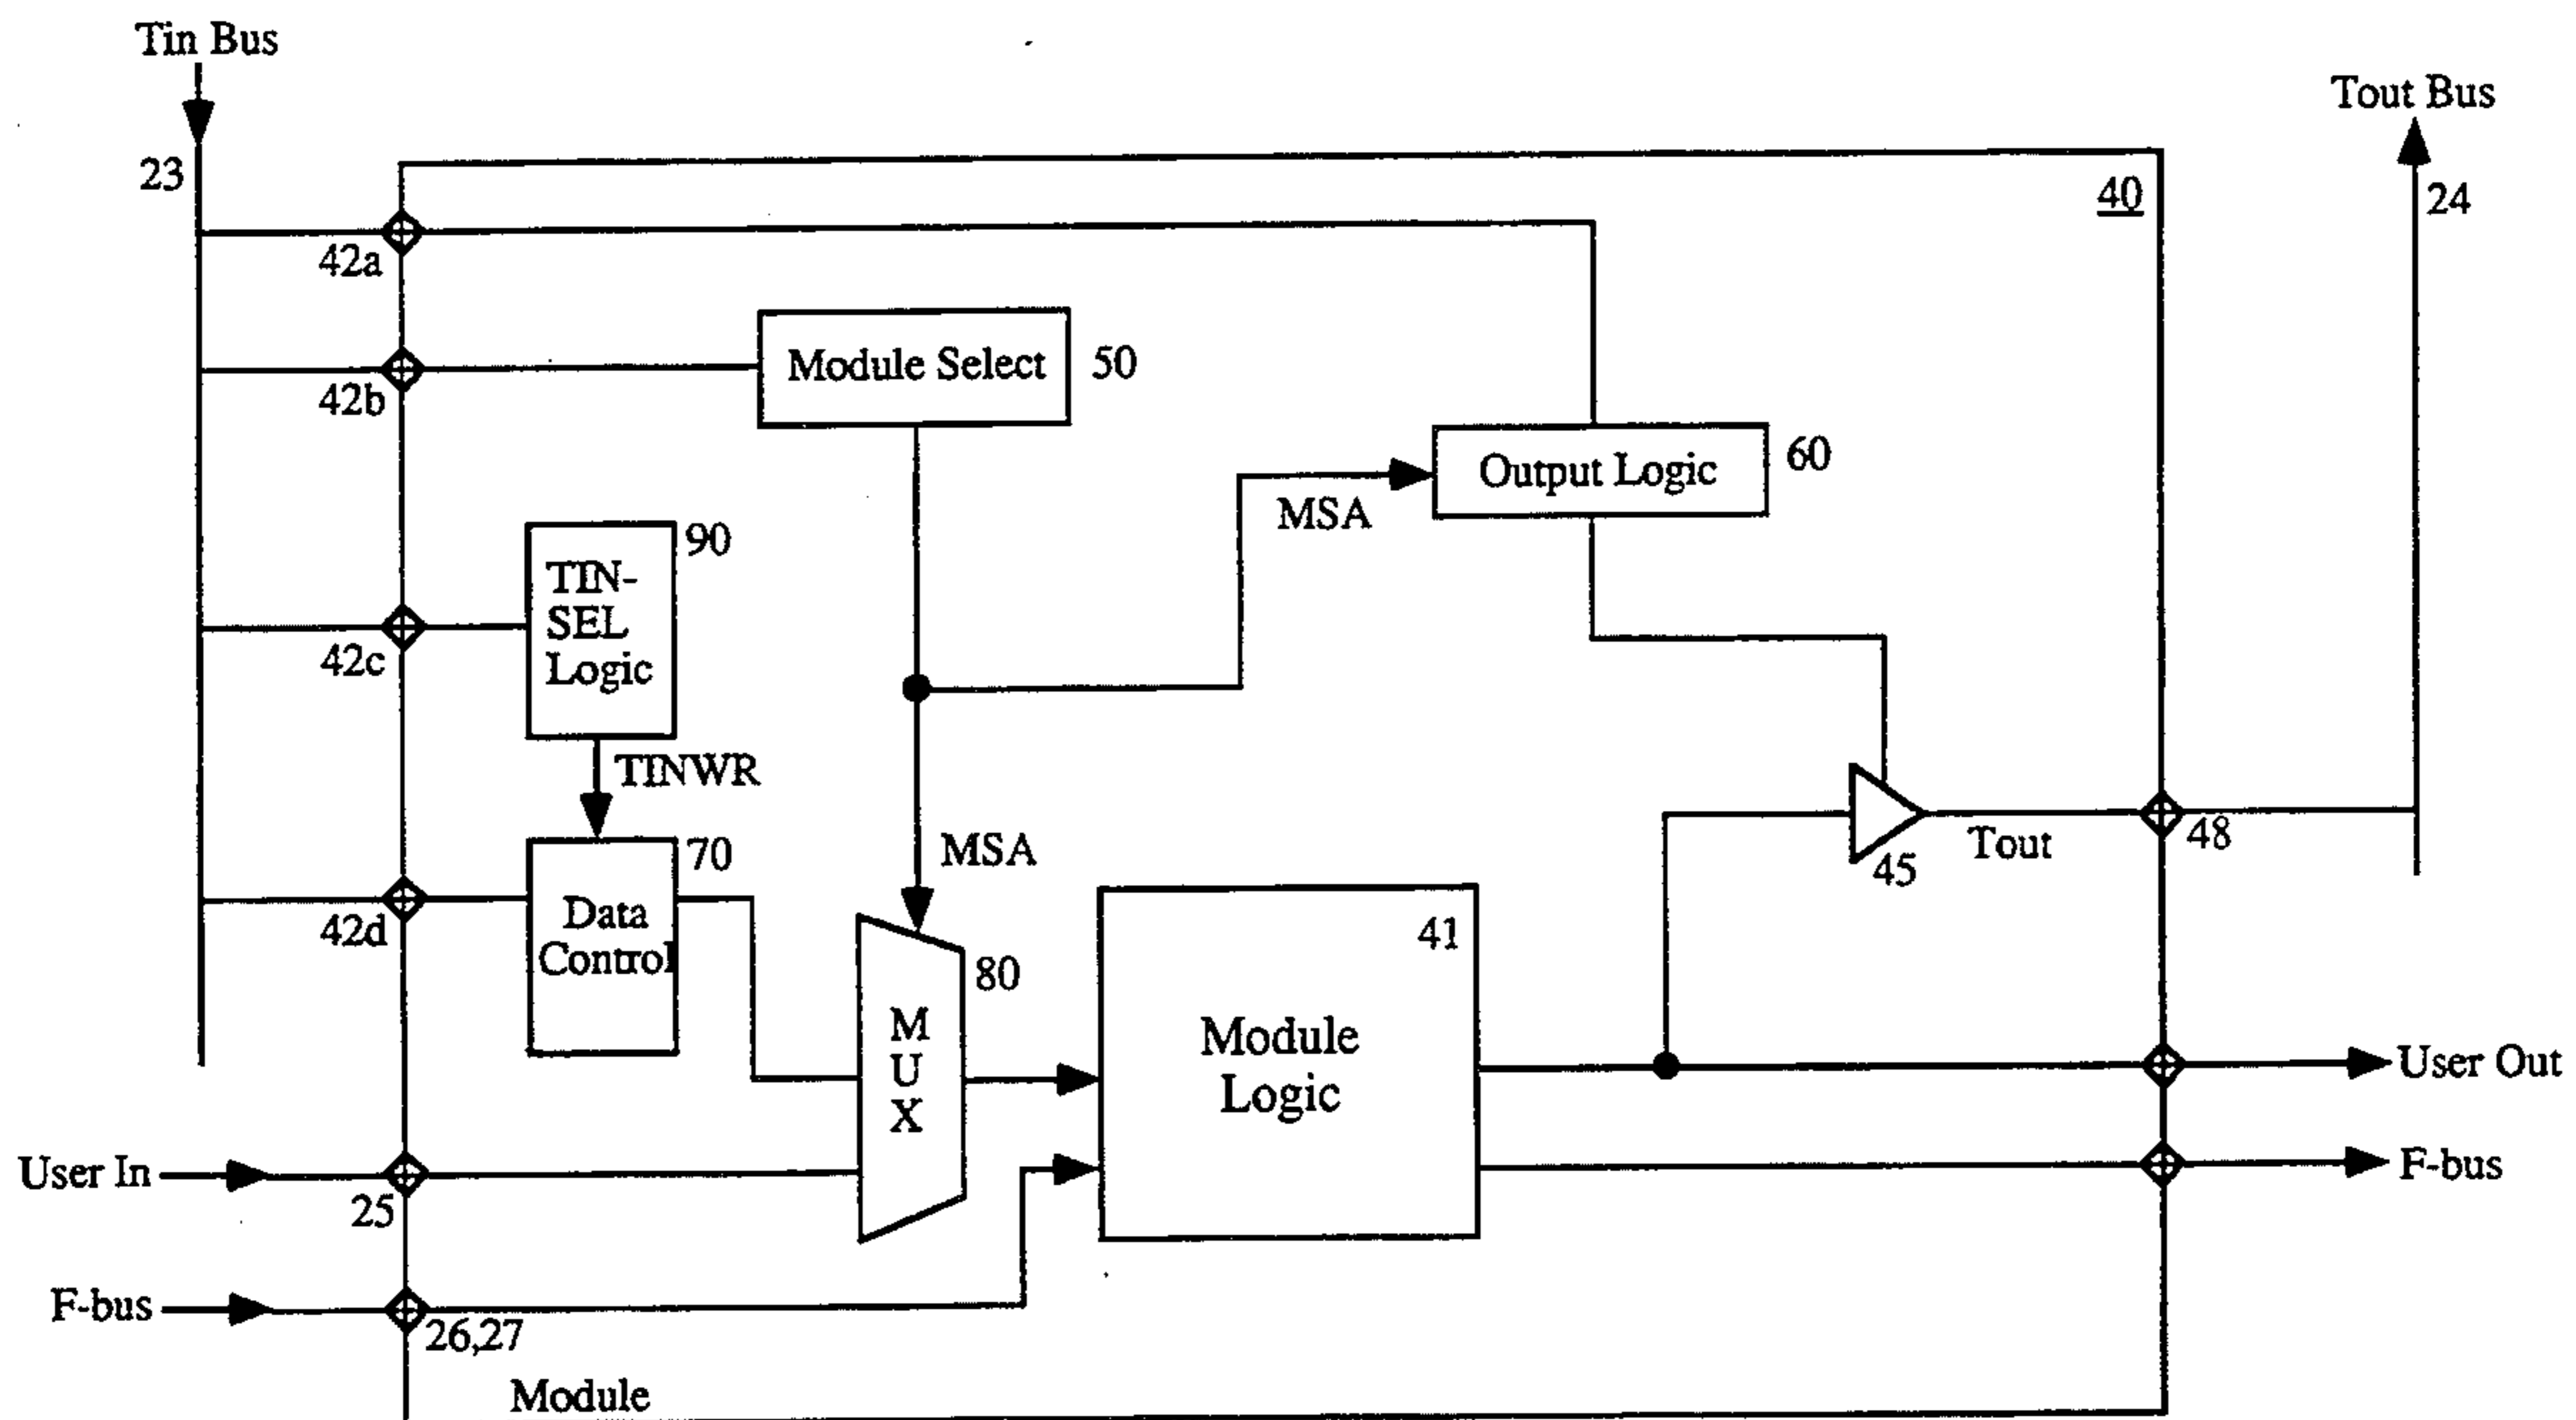 Tin Bus
Tout Bus
23
40
24
42a
Module Select
50
42b
Output Logic
60
MSA
90
TIN-
SEL
Logic
42c
TINWR
MSA
70
Data
Control
42d
45
Tout
48
41
80
M
U
X
Module
Logic
User Out
User In
25
F-bus
F-bus
26,27
Module